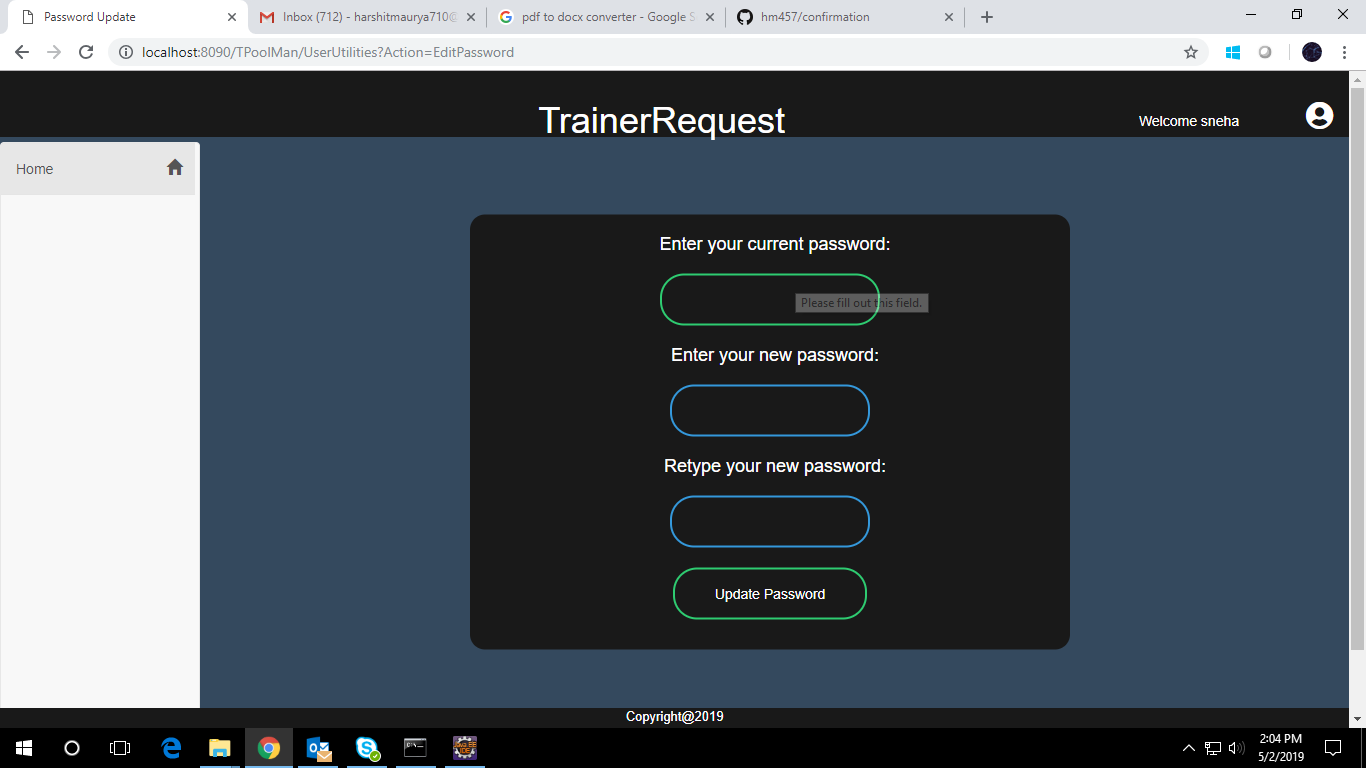 Password Update
Inbox (712) - harshitmaurya710@
pdf to docx converter - Google S
hm457/confirmation
localhost:8090/TPoolMan/UserUtilities?Action=EditPassword
TrainerRequest
Welcome sneha
Home
Enter your current password:
Please fill out this field.
Enter your new password:
Retype your new password:
Update Password
Copyright@2019
2:04 PM
5/2/2019